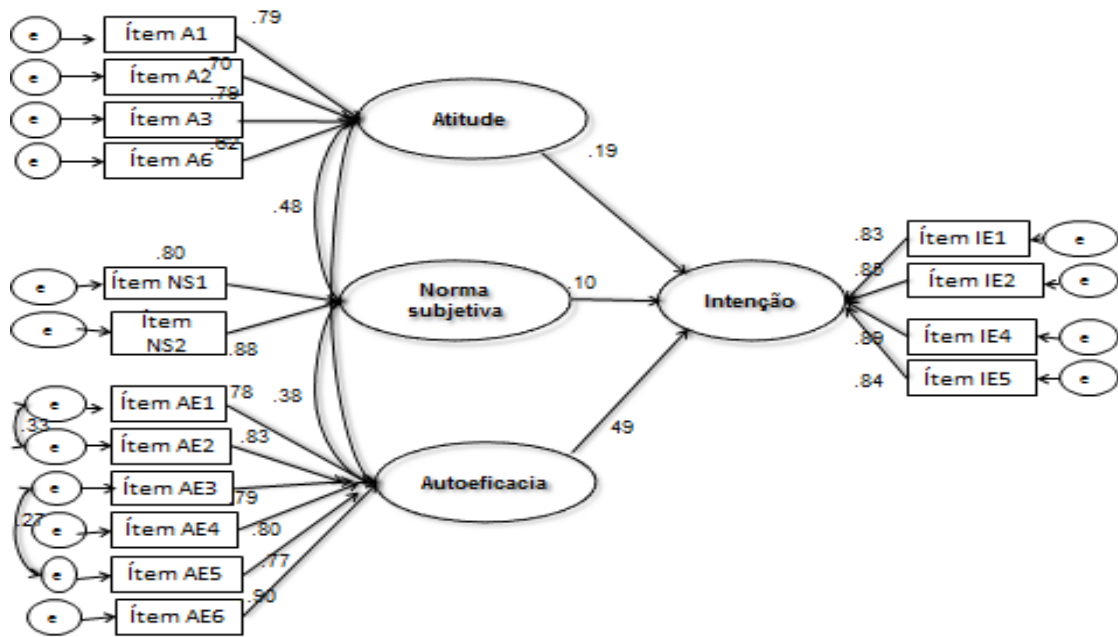 .79
e
Ítem A1
.70
e
Ítem A2
.79
e
Ítem A3
.62
e
Ítem A6
Atitude
.19
.48
.80
e
Ítem NS1
e
Ítem
NS2
.88
Norma
subjetiva
.10
Intenção
.83
Ítem IE1
e
.85
Ítem IE2
e
.89
Ítem IE4
e
.84
Ítem IE5
e
.38
e
Ítem AE1
.78
.33
e
Ítem AE2
.83
e
Ítem AE3
.79
.27
e
Ítem AE4
.80
e
Ítem AE5
.77
e
Ítem AE6
.90
Autoeficacia
49